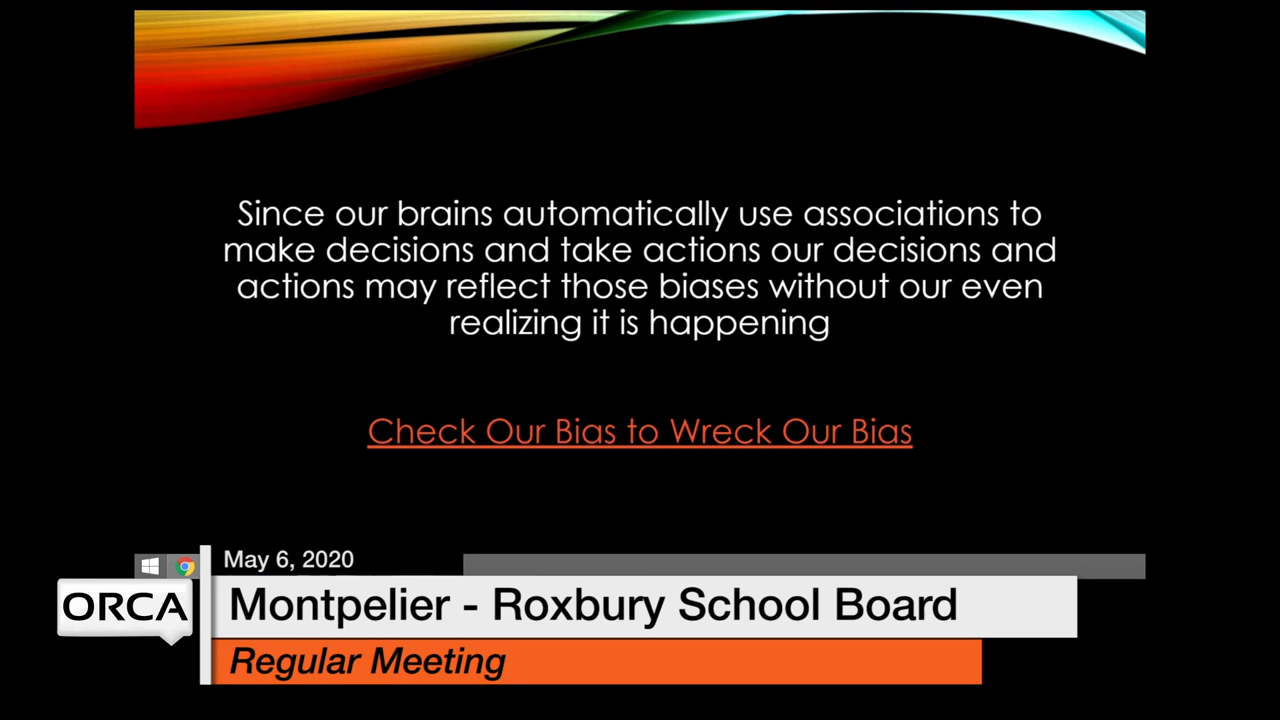 Since our brains automatically use associations to
make decisions and take actions our decisions and
actions may reflect those biases without our even
realizing it is happening
Check Our Bias to Wreck Our Bias
May 6, 2020
ORCA
Montpelier - Roxbury School Board
Regular Meeting